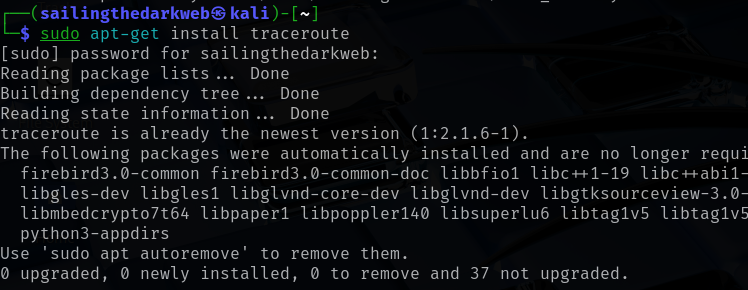 ┌──(sailingthedarkweb㉿kali)-[~]
└─$ sudo apt-get install traceroute
[sudo] password for sailingthedarkweb:
Reading package lists... Done
Building dependency tree... Done
Reading state information... Done
traceroute is already the newest version (1:2.1.6-1).
The following packages were automatically installed and are no longer requi
  firebird3.0-common firebird3.0-common-doc libbfio1 libc++1-19 libc++abi1-
  libgles-dev libgles1 libglvnd-core-dev libglvnd-dev libgtksourceview-3.0-
  libmbedcrypto7t64 libpaper1 libpoppler140 libsuperlu6 libtag1v5 libtag1v5
  python3-appdirs
Use 'sudo apt autoremove' to remove them.
0 upgraded, 0 newly installed, 0 to remove and 37 not upgraded.